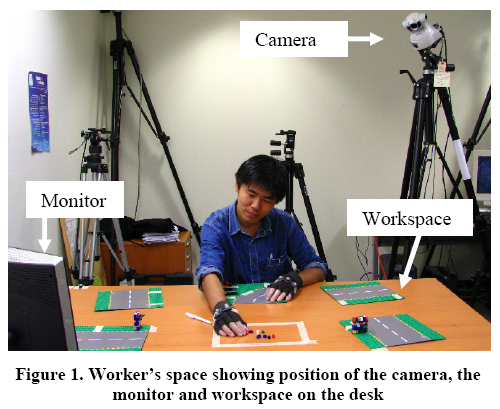 Camera
Monitor
Workspace
Figure 1. Worker's space showing position of the camera, the
monitor and workspace on the desk